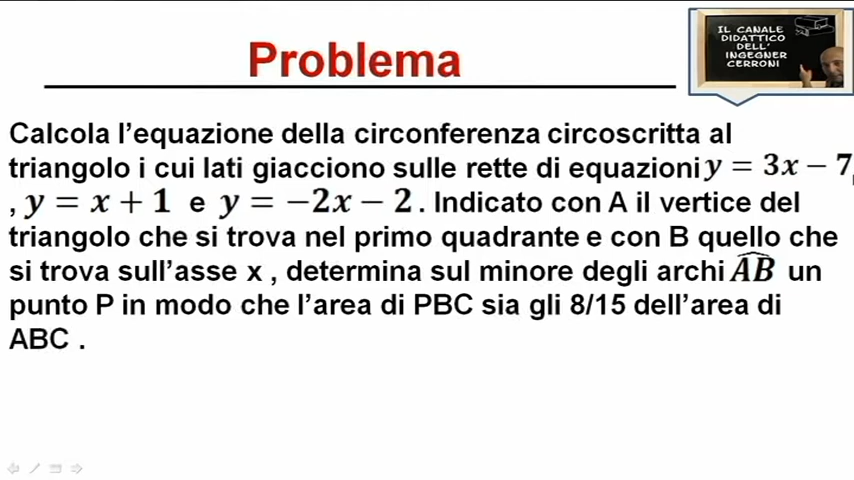 Problema
IL CANALE
DIDATTICO
DELL'
INGEGNER
CERRONI
Calcola l'equazione della circonferenza circoscritta al
triangolo i cui lati giacciono sulle rette di equazioni y = 3x − 7
, y = x + 1 e y = −2x − 2 . Indicato con A il vertice del
triangolo che si trova nel primo quadrante e con B quello che
si trova sull'asse x , determina sul minore degli archi \widehat{AB} un
punto P in modo che l'area di PBC sia gli 8/15 dell'area di
ABC .